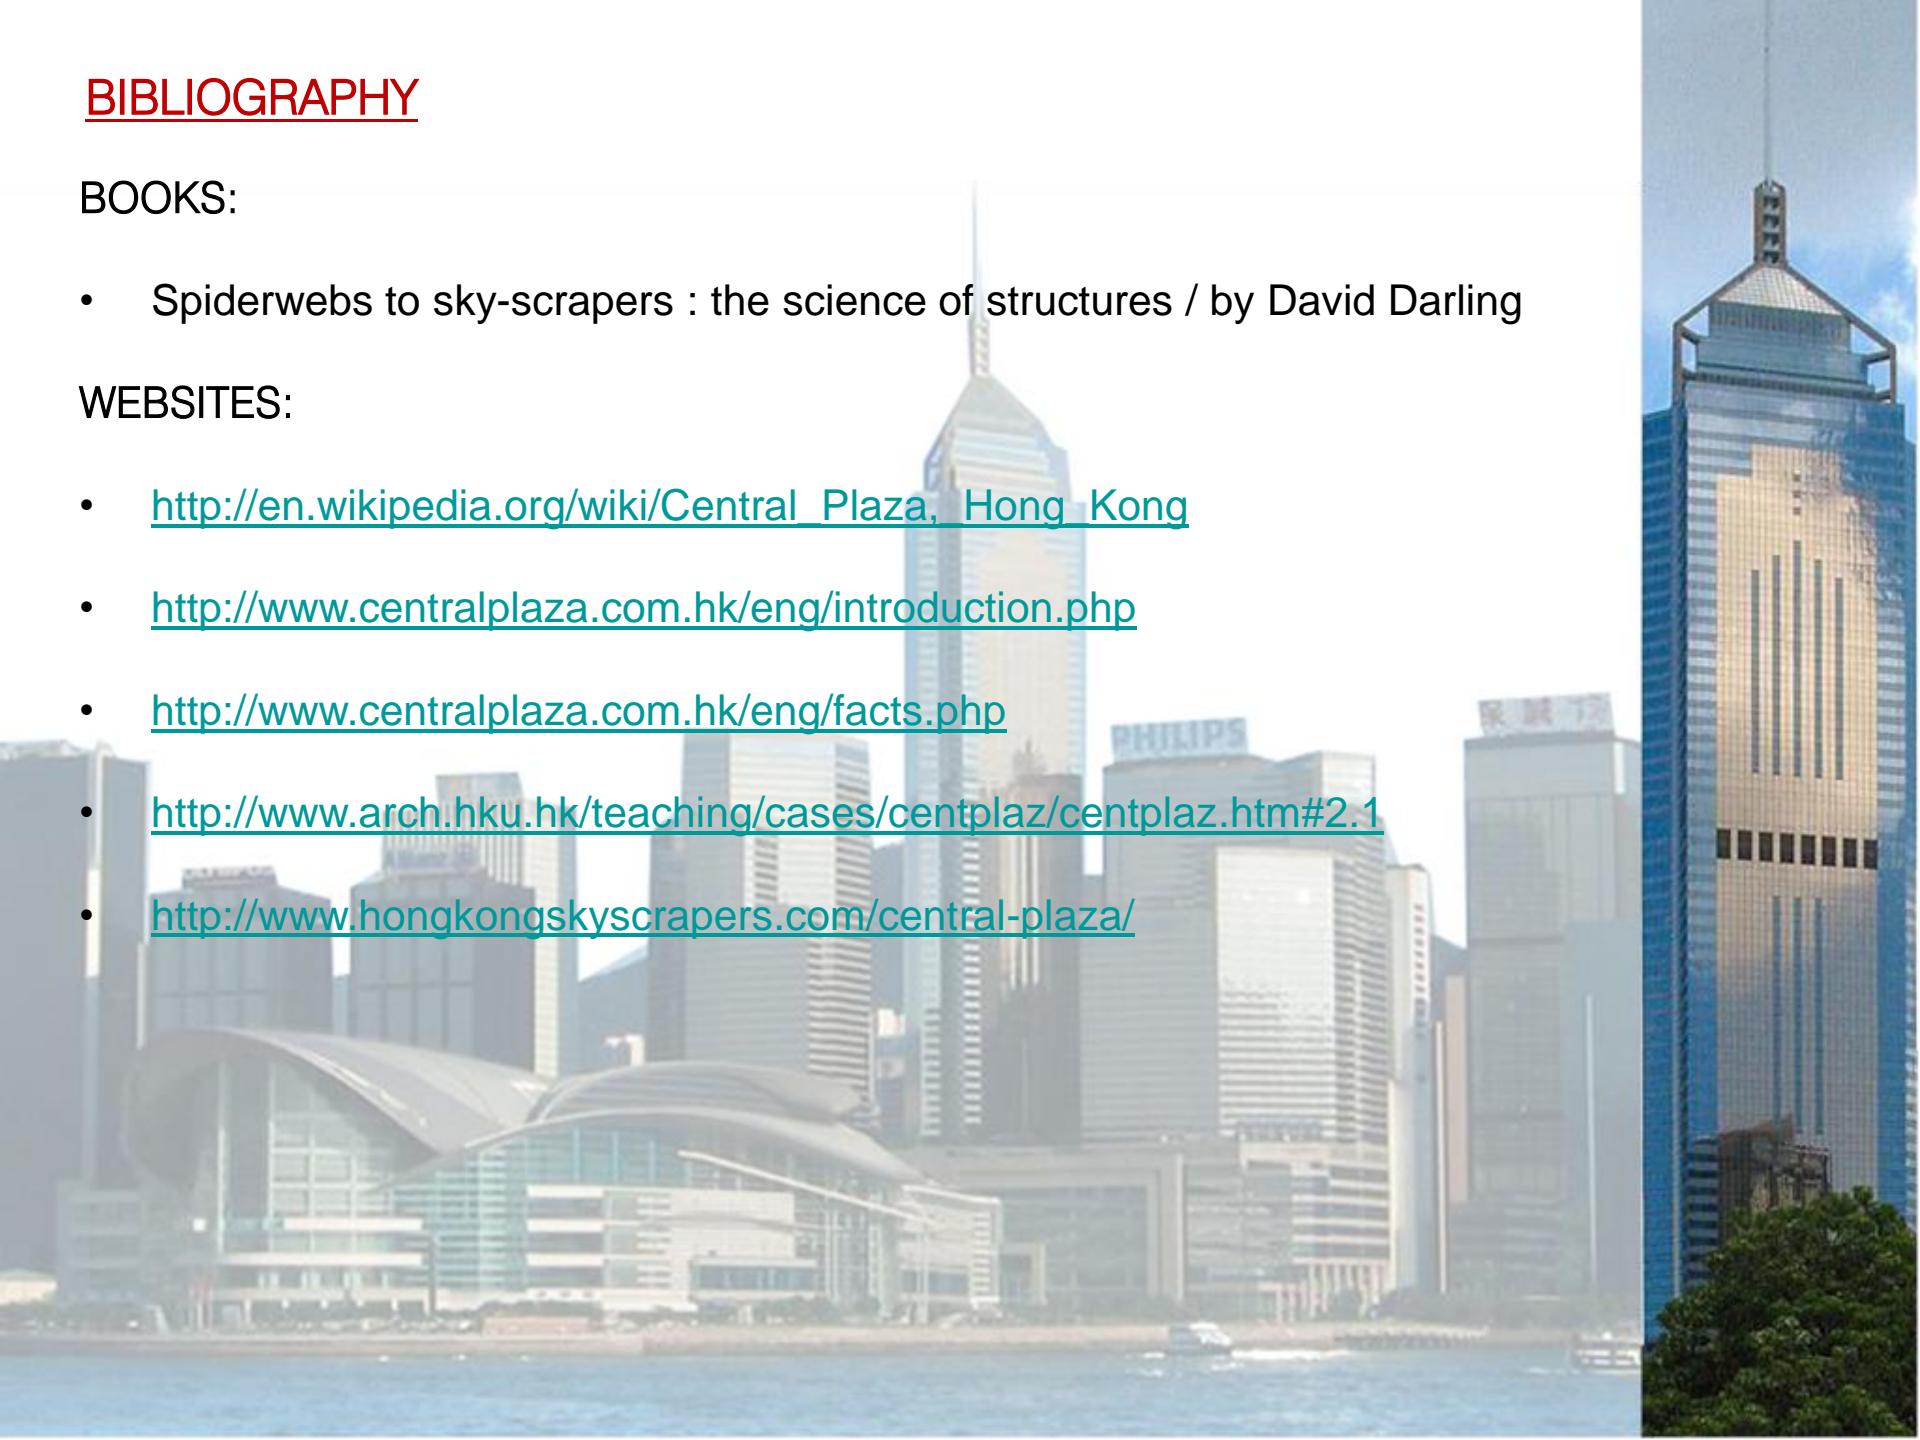 BIBLIOGRAPHY
BOOKS:
• Spiderwebs to sky-scrapers : the science of structures / by David Darling
WEBSITES:
• http://en.wikipedia.org/wiki/Central_Plaza,_Hong_Kong
• http://www.centralplaza.com.hk/eng/introduction.php
• http://www.centralplaza.com.hk/eng/facts.php
PHILIPS
• http://www.arch.hku.hk/teaching/cases/centplaz/centplaz.htm#2.1
• http://www.hongkongskyscrapers.com/central-plaza/